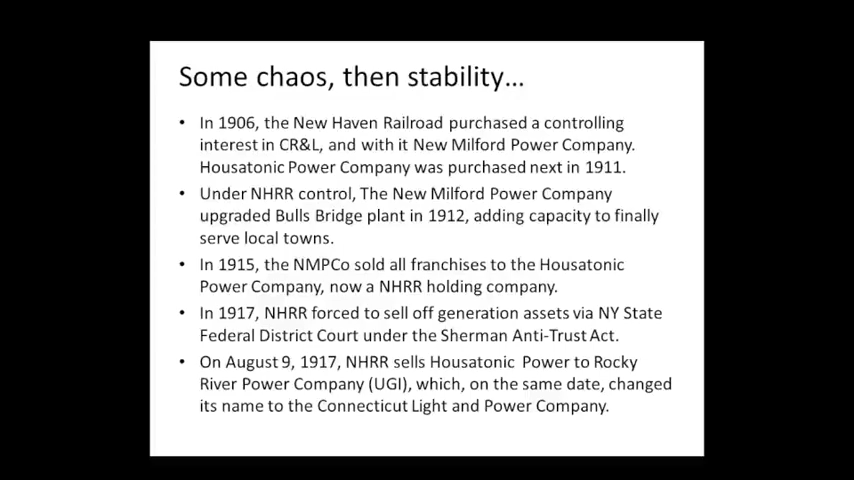 Some chaos, then stability...
• In 1906, the New Haven Railroad purchased a controlling
interest in CR&L, and with it New Milford Power Company.
Housatonic Power Company was purchased next in 1911.
• Under NHRR control, The New Milford Power Company
upgraded Bulls Bridge plant in 1912, adding capacity to finally
serve local towns.
• In 1915, the NMPCo sold all franchises to the Housatonic
Power Company, now a NHRR holding company.
• In 1917, NHRR forced to sell off generation assets via NY State
Federal District Court under the Sherman Anti-Trust Act.
• On August 9, 1917, NHRR sells Housatonic Power to Rocky
River Power Company (UGI), which, on the same date, changed
its name to the Connecticut Light and Power Company.